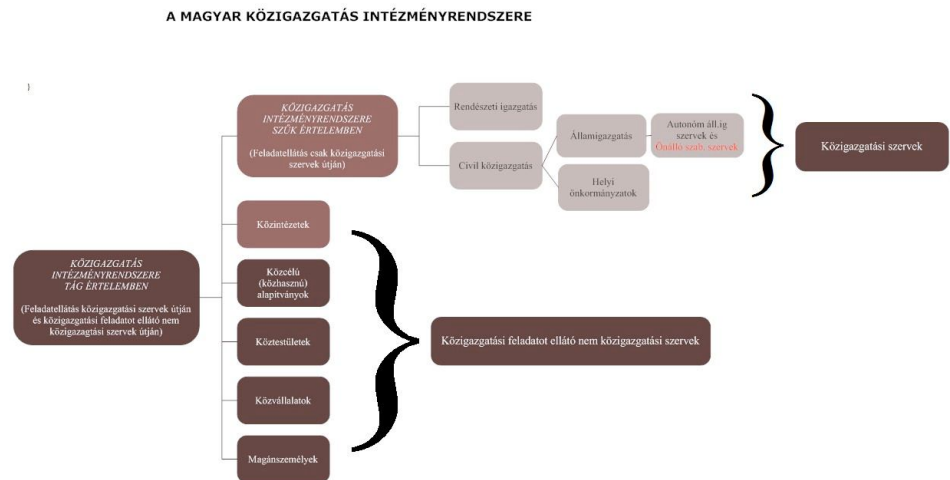 A MAGYAR KÖZIGAZGATÁS INTÉZMÉNYRENDSZERE
}
KÖZIGAZGATÁS
INTÉZMÉNYRENDSZERE
SZŰK ÉRTELEMBEN
(Feladatellátás csak közigazgatási
szervek útján)
Rendészeti igazgatás
Civil közigazgatás
Államigazgatás
Helyi
önkormányzatok
Autonóm áll.ig
szervek és
Önálló szab. szervek
Közigazgatási szervek
KÖZIGAZGATÁS
INTÉZMÉNYRENDSZERE
TÁG ÉRTELEMBEN
(Feladatellátás közigazgatási szervek útján
és közigazgatási feladatot ellátó nem
közigazagtási szervek útján)
Közintézetek
Közcélú
(közhasznú)
alapítványok
Köztestületek
Közvállalatok
Magánszemélyek
Közigazgatási feladatot ellátó nem közigazgatási szervek